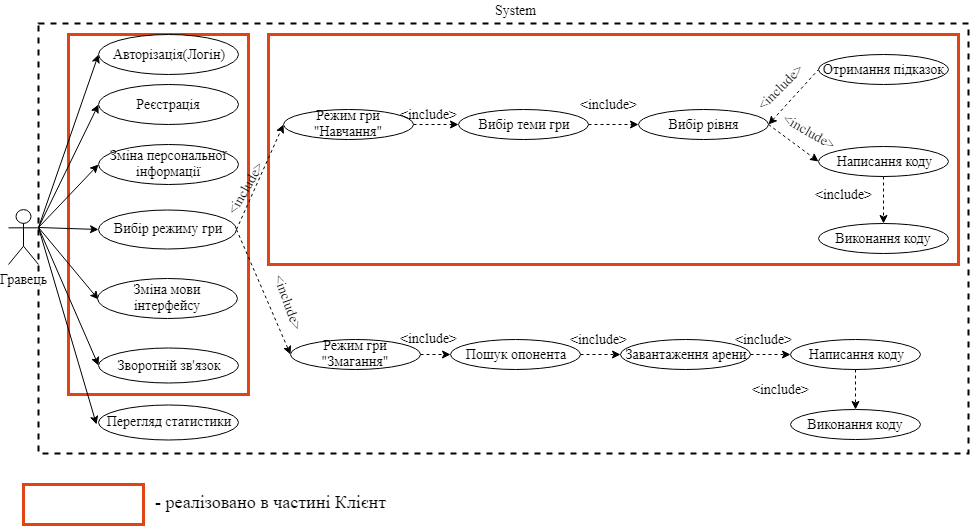 System
Авторізація(Логін)
Реєстрація
Зміна персональної
інформації
Вибір режиму гри
Зміна мови
інтерфейсу
Зворотній зв'язок
Перегляд статистики
Гравець
<include>
Режим гри
"Навчання"
<include>
Вибір теми гри
<include>
Вибір рівня
<include>
Отримання підказок
<include>
Написання коду
<include>
Виконання коду
<include>
Режим гри
"Змагання"
<include>
Пошук опонента
<include>
Завантаження арени
<include>
Написання коду
<include>
Виконання коду
- реалізовано в частині Клієнт